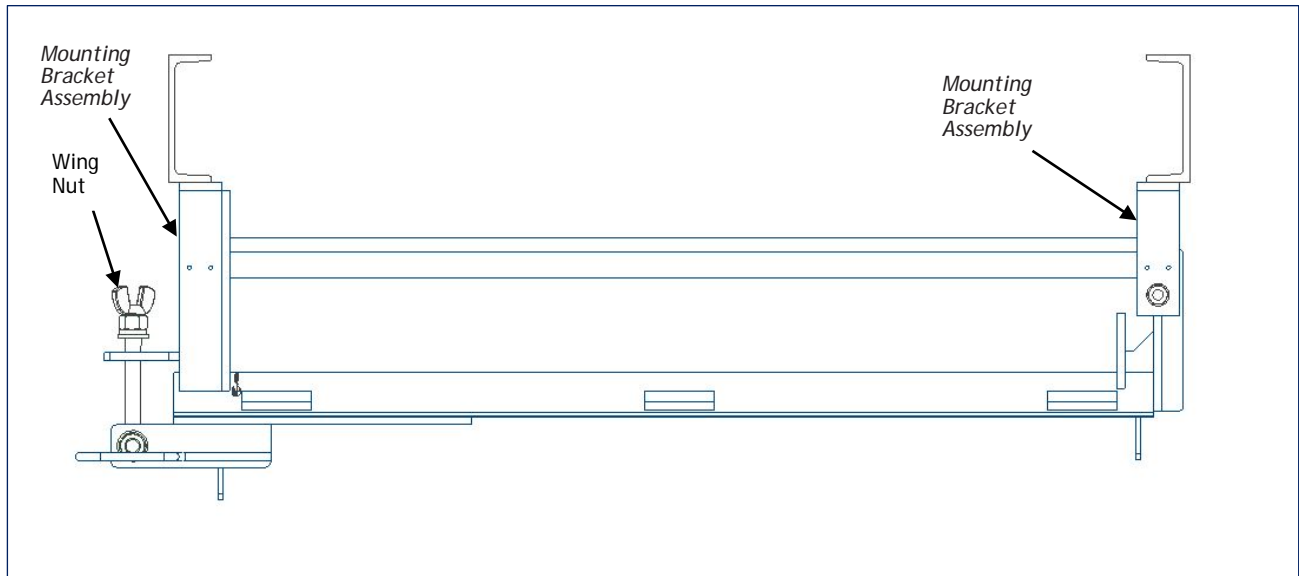 Mounting
Bracket
Assembly
Wing
Nut
Mounting
Bracket
Assembly